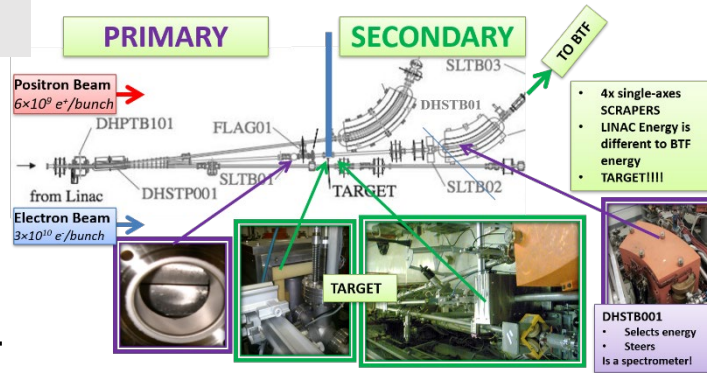 PRIMARY
SECONDARY
TO BTF
SLTB03
Positron Beam
6×10⁹ e⁺/bunch
DHPTB101
FLAG01
DHSTB01
• 4x single-axes
SCRAPERS
• LINAC Energy is
different to BTF
energy
• TARGET!!!!
from Linac
DHSTP001
SLTB01
TARGET
SLTB02
Electron Beam
3×10¹⁰ e⁻/bunch
TARGET
DHSTB001
• Selects energy
• Steers
Is a spectrometer!